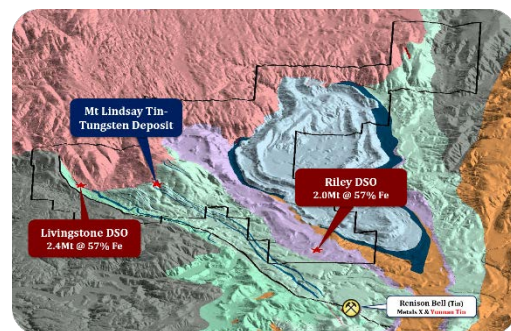 Mt Lindsay Tin-
Tungsten Deposit
Riley DSO
2.0Mt @ 57% Fe
Livingstone DSO
2.4Mt @ 57% Fe
Renison Bell (Tin)
Metals X & Yunnan Tin